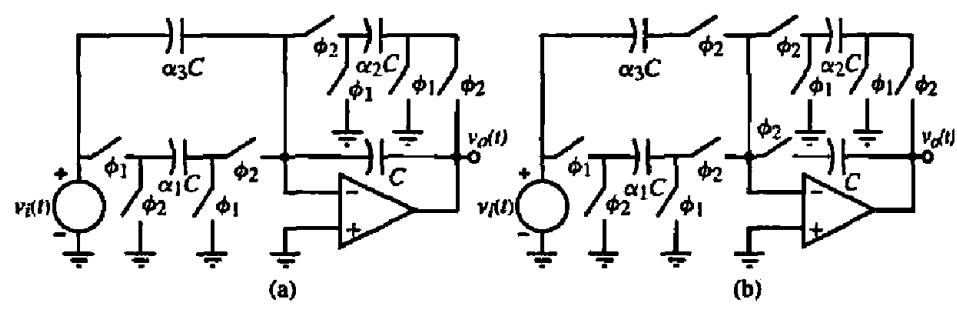 α₃C
ϕ₂
α₂C
ϕ₁
ϕ₁
ϕ₂
ϕ₁
α₁C
ϕ₂
ϕ₂
ϕ₁
C
vₒ(t)
+
vᵢ(t)
−
−
+
(a)
α₃C
ϕ₂
ϕ₂
α₂C
ϕ₁
ϕ₁
ϕ₂
ϕ₁
α₁C
ϕ₂
ϕ₂
ϕ₁
ϕ₂
C
vₒ(t)
+
vᵢ(t)
−
−
+
(b)